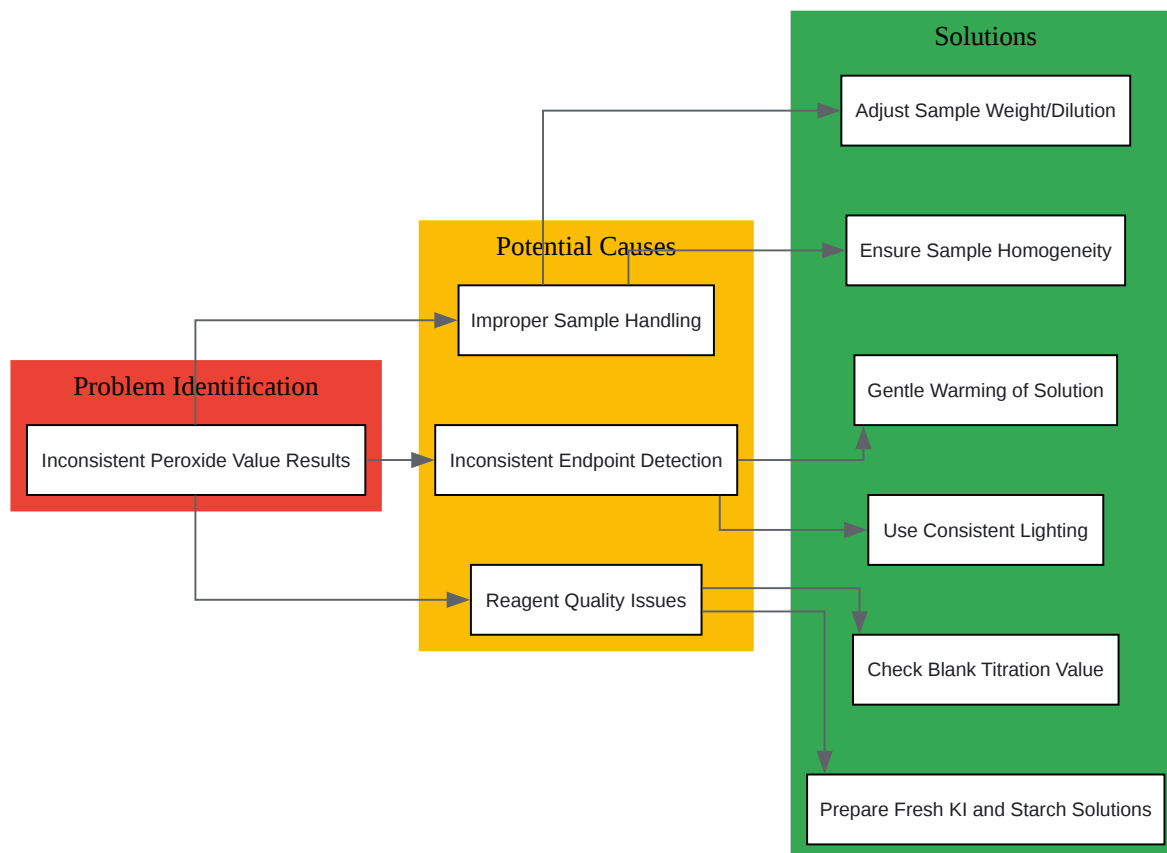 Problem Identification
Inconsistent Peroxide Value Results
Potential Causes
Improper Sample Handling
Inconsistent Endpoint Detection
Reagent Quality Issues
Solutions
Adjust Sample Weight/Dilution
Ensure Sample Homogeneity
Gentle Warming of Solution
Use Consistent Lighting
Check Blank Titration Value
Prepare Fresh KI and Starch Solutions